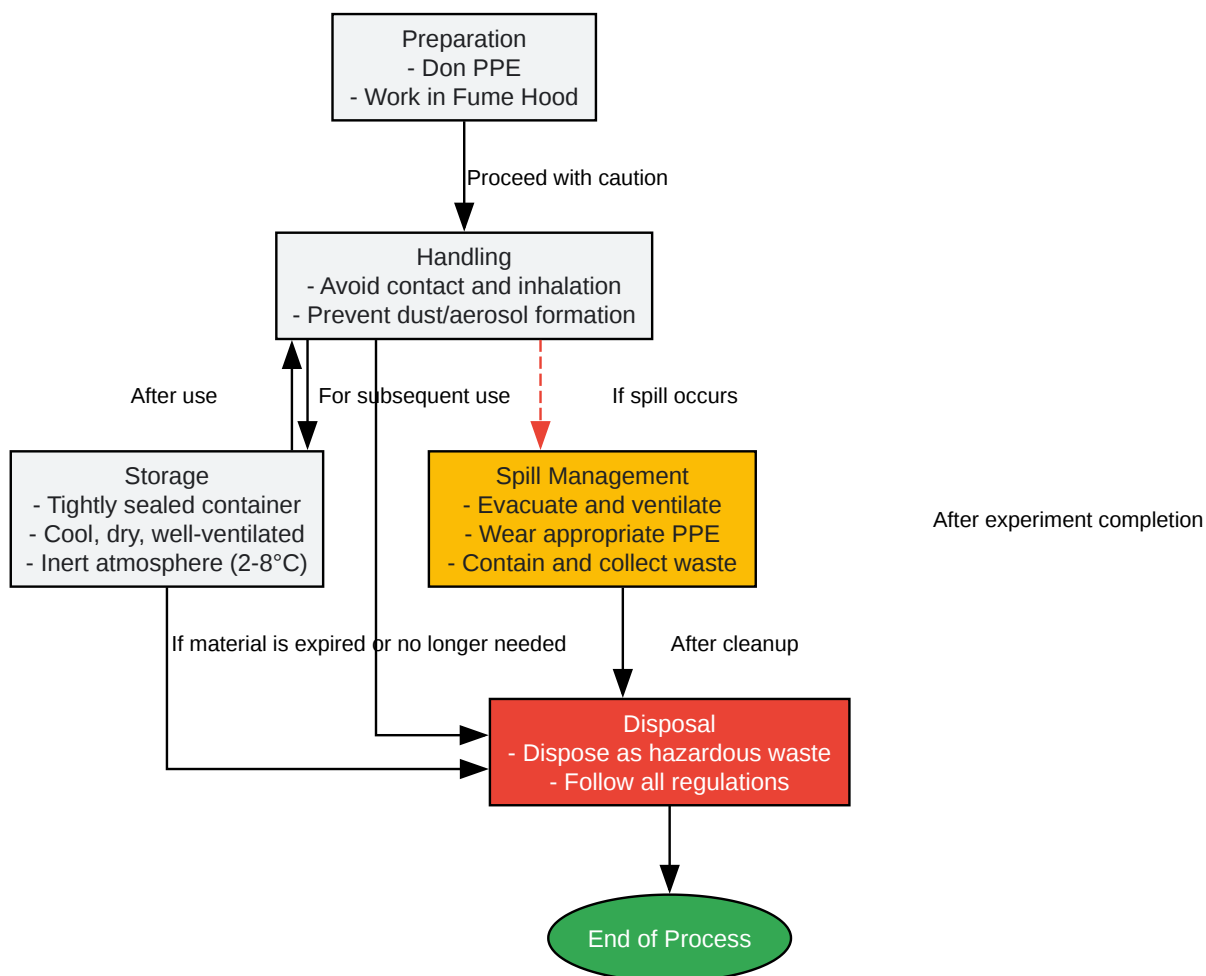 Preparation
- Don PPE
- Work in Fume Hood
Proceed with caution
Handling
- Avoid contact and inhalation
- Prevent dust/aerosol formation
After use
For subsequent use
If spill occurs
Storage
- Tightly sealed container
- Cool, dry, well-ventilated
- Inert atmosphere (2-8°C)
Spill Management
- Evacuate and ventilate
- Wear appropriate PPE
- Contain and collect waste
After experiment completion
If material is expired or no longer needed
After cleanup
Disposal
- Dispose as hazardous waste
- Follow all regulations
End of Process